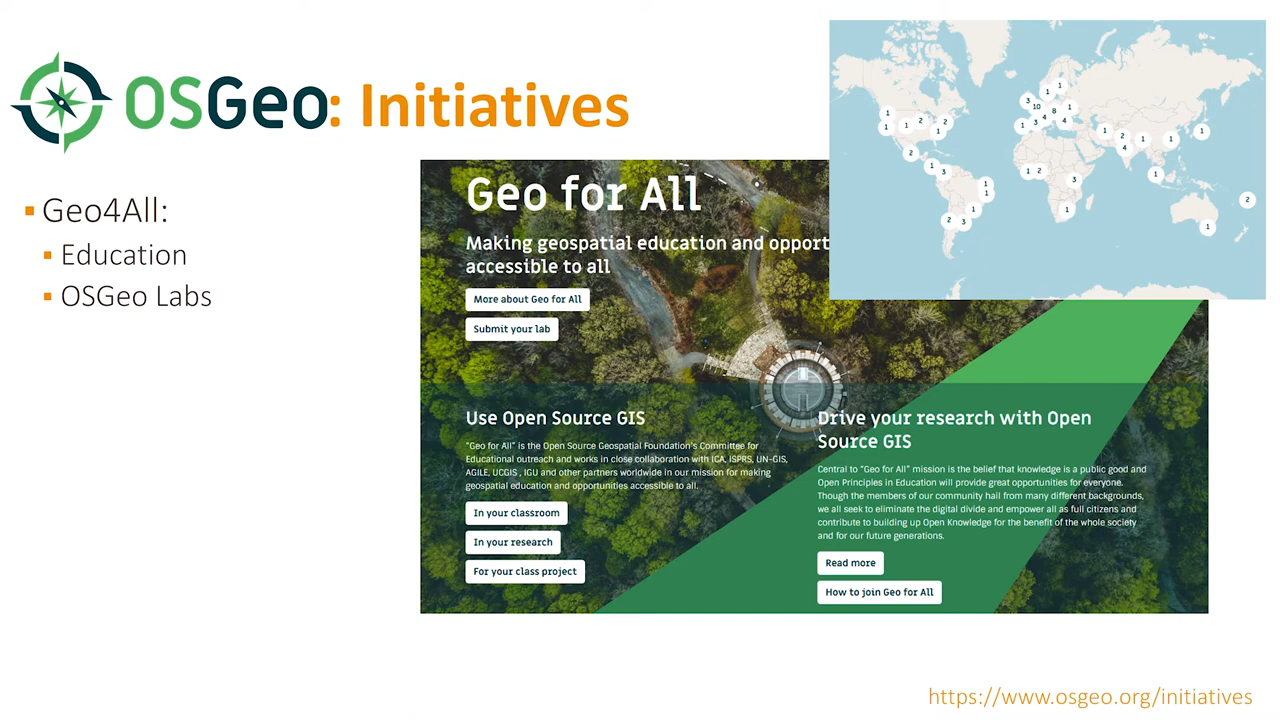 OSGeo: Initiatives
Geo4All:
Education
OSGeo Labs
Geo for All
Making geospatial education and opport
accessible to all
More about Geo for All
Submit your lab
Use Open Source GIS
"Geo for All" is the Open Source Geospatial Foundation's Committee for
Educational outreach and works in close collaboration with ICA, ISPRS, UN-GIS,
AGILE, UCGIS , IGU and other partners worldwide in our mission for making
geospatial education and opportunities accessible to all.
In your classroom
In your research
For your class project
Drive your research with Open
Source GIS
Central to "Geo for All" mission is the belief that knowledge is a public good and
Open Principles in Education will provide great opportunities for everyone.
Though the members of our community hail from many different backgrounds,
we all seek to eliminate the digital divide and empower all as full citizens and
contribute to building up Open Knowledge for the benefit of the whole society
and for our future generations.
Read more
How to join Geo for All
https://www.osgeo.org/initiatives